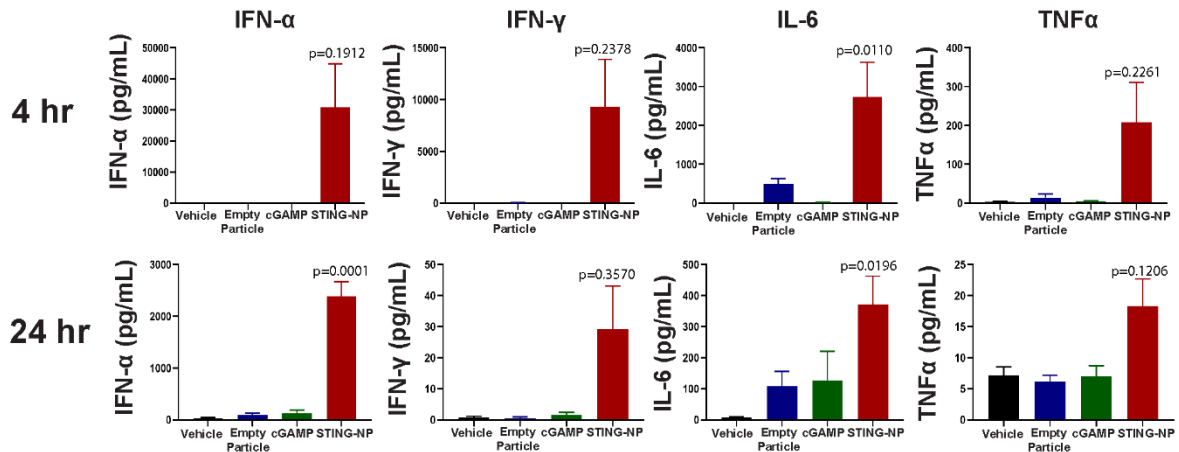 IFN-α IFN-γ IL-6 TNFα
4 hr
IFN-α (pg/mL)
50000
40000
30000
20000
10000
0
p=0.1912
Vehicle Empty cGAMP STING-NP
Particle
IFN-γ (pg/mL)
15000
10000
5000
0
p=0.2378
Vehicle Empty cGAMP STING-NP
Particle
IL-6 (pg/mL)
4000
3000
2000
1000
0
p=0.0110
Vehicle Empty cGAMP STING-NP
Particle
TNFα (pg/mL)
400
300
200
100
0
p=0.2261
Vehicle Empty cGAMP STING-NP
Particle
24 hr
IFN-α (pg/mL)
3000
2000
1000
0
p=0.0001
Vehicle Empty cGAMP STING-NP
Particle
IFN-γ (pg/mL)
50
40
30
20
10
0
p=0.3570
Vehicle Empty cGAMP STING-NP
Particle
IL-6 (pg/mL)
500
400
300
200
100
0
p=0.0196
Vehicle Empty cGAMP STING-NP
Particle
TNFα (pg/mL)
25
20
15
10
5
0
p=0.1206
Vehicle Empty cGAMP STING-NP
Particle